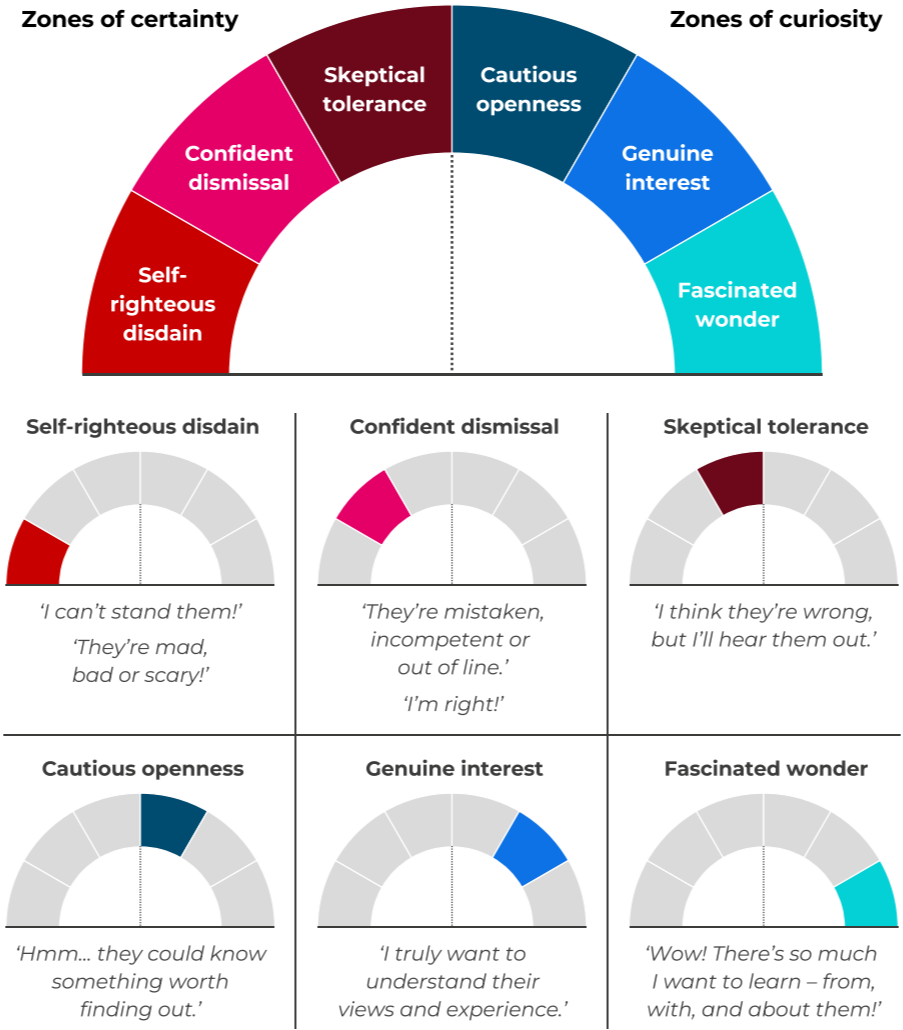 Zones of certainty
Zones of curiosity
Skeptical
tolerance
Cautious
openness
Confident
dismissal
Genuine
interest
Self-
righteous
disdain
Fascinated
wonder
Self-righteous disdain
‘I can’t stand them!’
‘They’re mad,
bad or scary!’
Confident dismissal
‘They’re mistaken,
incompetent or
out of line.’
‘I’m right!’
Skeptical tolerance
‘I think they’re wrong,
but I’ll hear them out.’
Cautious openness
‘Hmm... they could know
something worth
finding out.’
Genuine interest
‘I truly want to
understand their
views and experience.’
Fascinated wonder
‘Wow! There’s so much
I want to learn – from,
with, and about them!’